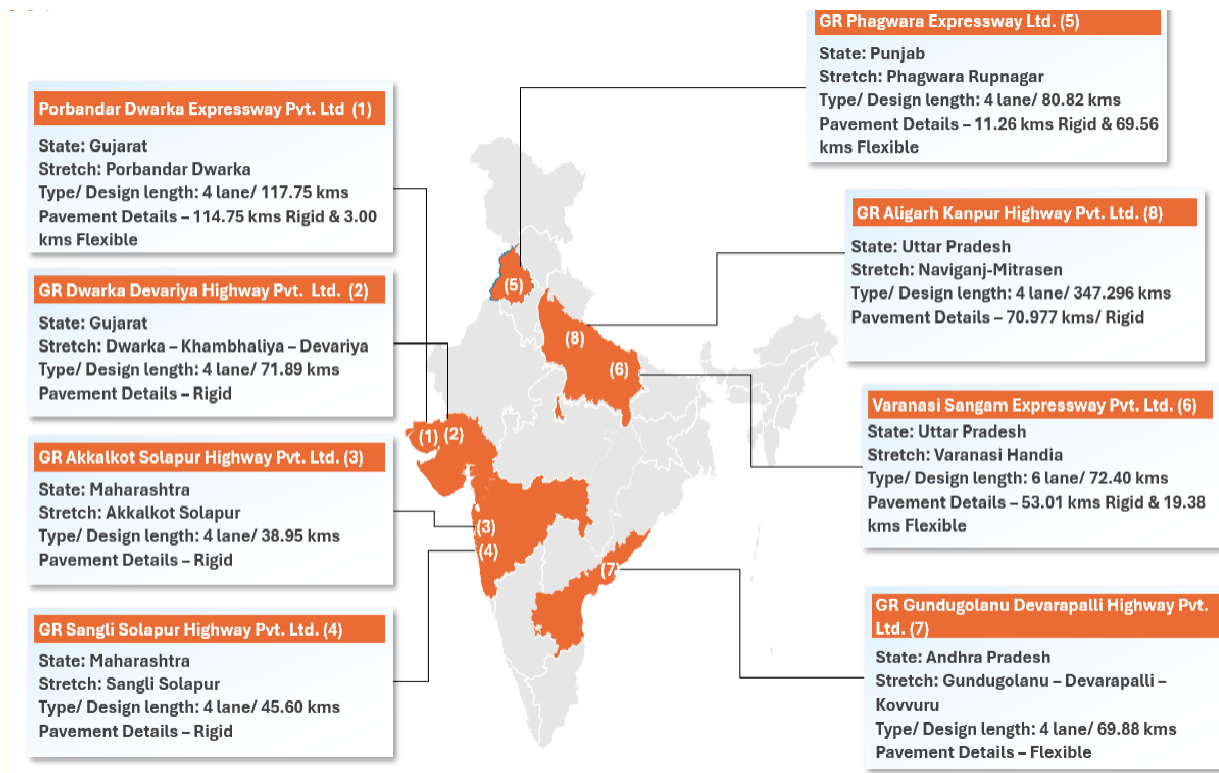 Porbandar Dwarka Expressway Pvt. Ltd (1)
State: Gujarat
Stretch: Porbandar Dwarka
Type/ Design length: 4 lane/ 117.75 kms
Pavement Details – 114.75 kms Rigid & 3.00
kms Flexible
GR Dwarka Devariya Highway Pvt. Ltd. (2)
State: Gujarat
Stretch: Dwarka – Khambhaliya – Devariya
Type/ Design length: 4 lane/ 71.89 kms
Pavement Details – Rigid
GR Akkalkot Solapur Highway Pvt. Ltd. (3)
State: Maharashtra
Stretch: Akkalkot Solapur
Type/ Design length: 4 lane/ 38.95 kms
Pavement Details – Rigid
GR Sangli Solapur Highway Pvt. Ltd. (4)
State: Maharashtra
Stretch: Sangli Solapur
Type/ Design length: 4 lane/ 45.60 kms
Pavement Details – Rigid
(5)
(8)
(6)
(1)
(2)
(3)
(4)
(7)
GR Phagwara Expressway Ltd. (5)
State: Punjab
Stretch: Phagwara Rupnagar
Type/ Design length: 4 lane/ 80.82 kms
Pavement Details – 11.26 kms Rigid & 69.56
kms Flexible
GR Aligarh Kanpur Highway Pvt. Ltd. (8)
State: Uttar Pradesh
Stretch: Naviganj-Mitrasen
Type/ Design length: 4 lane/ 347.296 kms
Pavement Details – 70.977 kms/ Rigid
Varanasi Sangam Expressway Pvt. Ltd. (6)
State: Uttar Pradesh
Stretch: Varanasi Handia
Type/ Design length: 6 lane/ 72.40 kms
Pavement Details – 53.01 kms Rigid & 19.38
kms Flexible
GR Gundugolanu Devarapalli Highway Pvt.
Ltd. (7)
State: Andhra Pradesh
Stretch: Gundugolanu – Devarapalli –
Kovvuru
Type/ Design length: 4 lane/ 69.88 kms
Pavement Details – Flexible